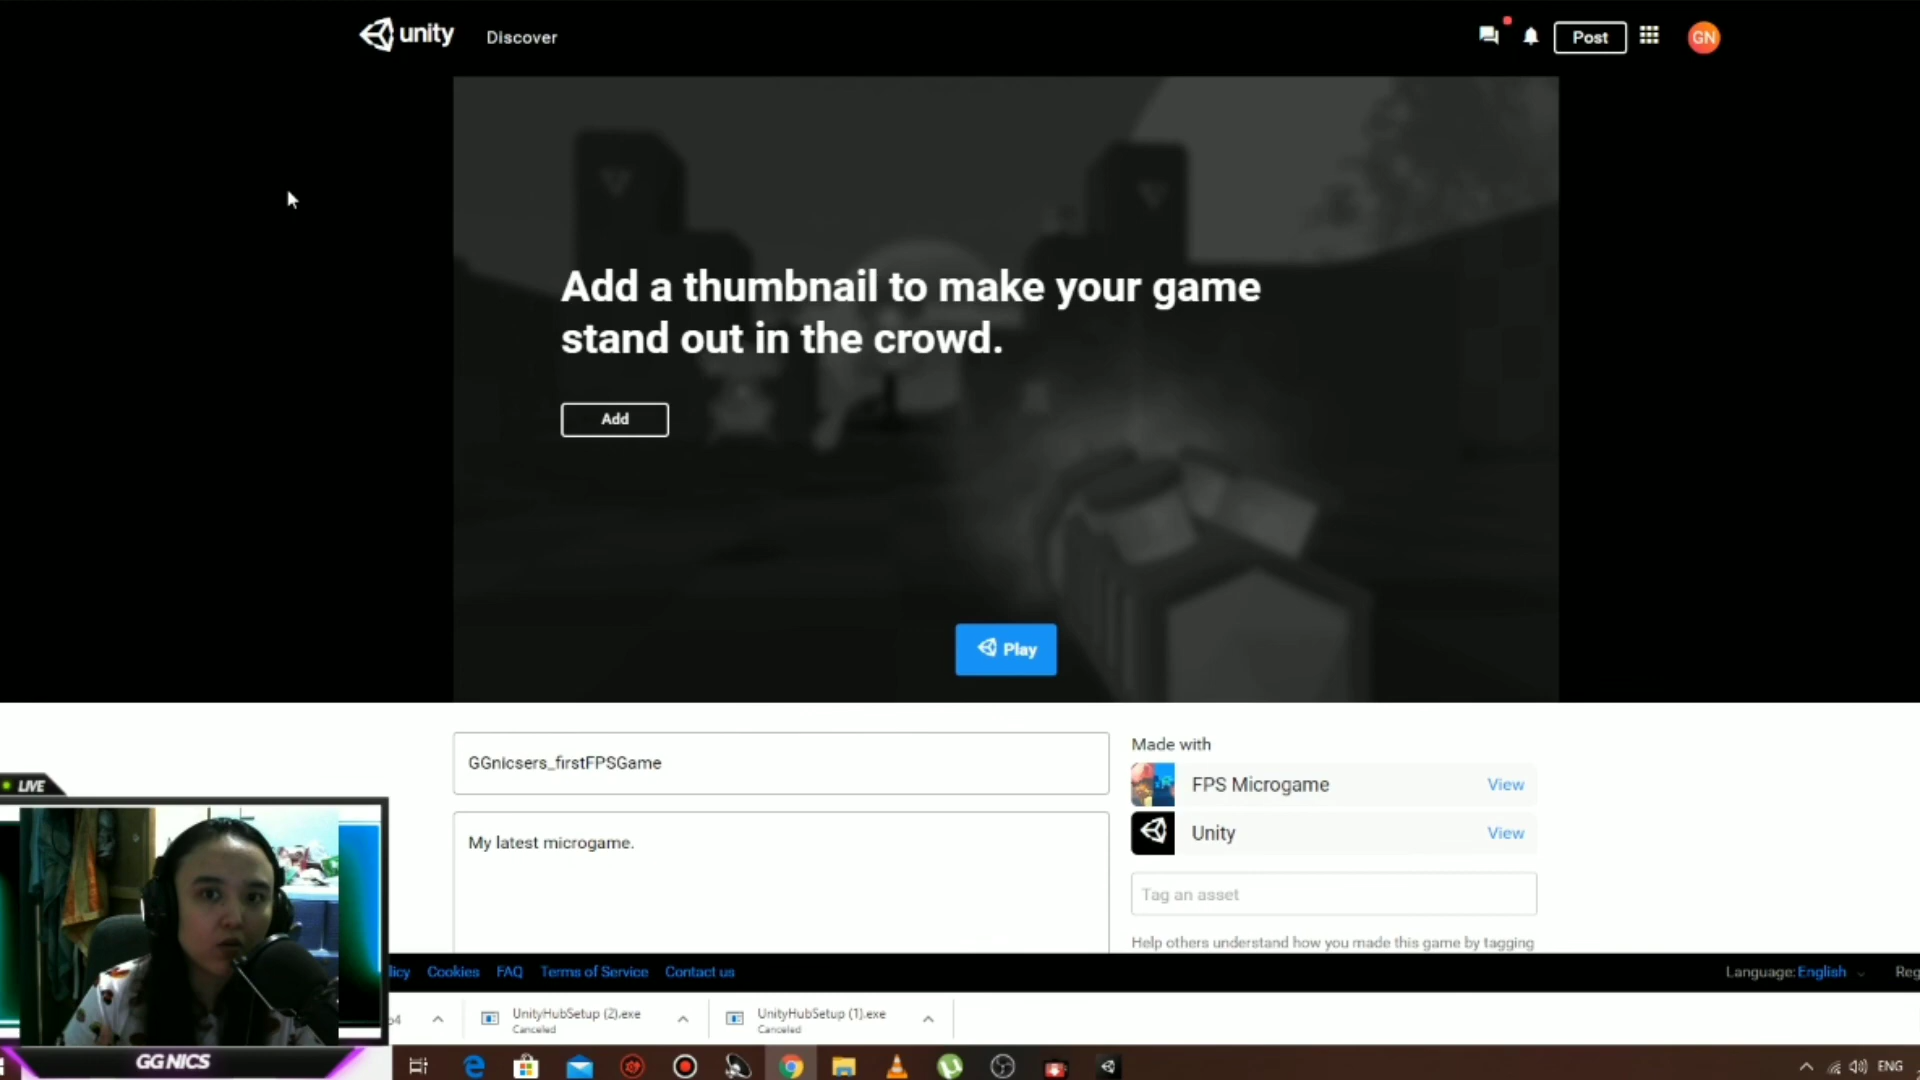 unity
Discover
Post
GN
Add a thumbnail to make your game
stand out in the crowd.
Add
Play
GGnicsers_firstFPSGame
My latest microgame.
Made with
FPS Microgame
View
Unity
View
Tag an asset
Help others understand how you made this game by tagging
LIVE
licy
Cookies
FAQ
Terms of Service
Contact us
Language: English
Reg
p4
UnityHubSetup (2).exe
Canceled
UnityHubSetup (1).exe
Canceled
GG NICS
ENG